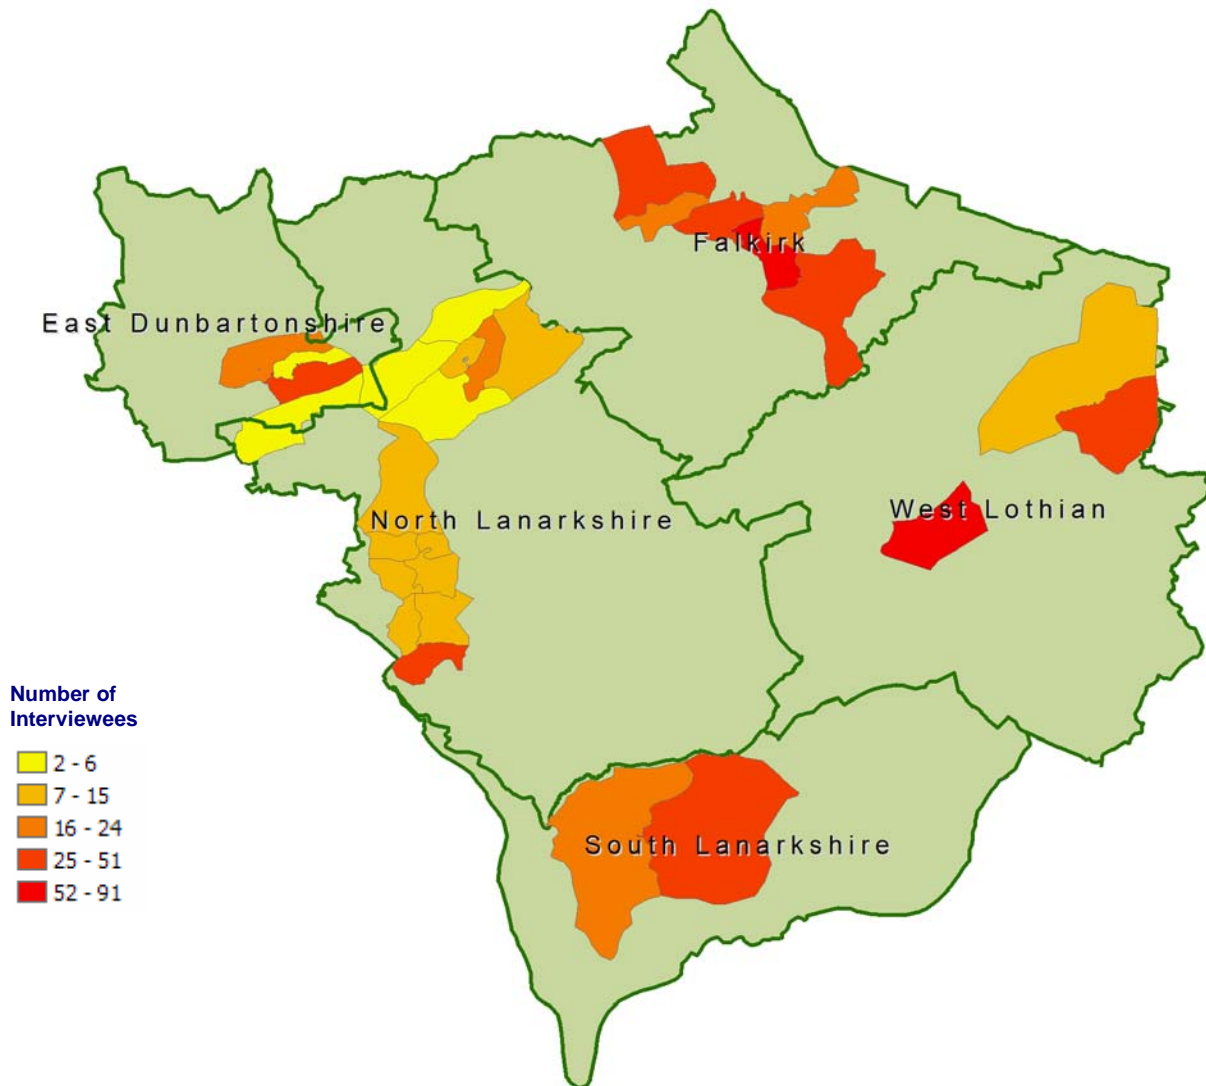 Falkirk
East Dunbartonshire
West Lothian
North Lanarkshire
Number of
Interviewees
2 - 6
7 - 15
16 - 24
25 - 51
52 - 91
South Lanarkshire